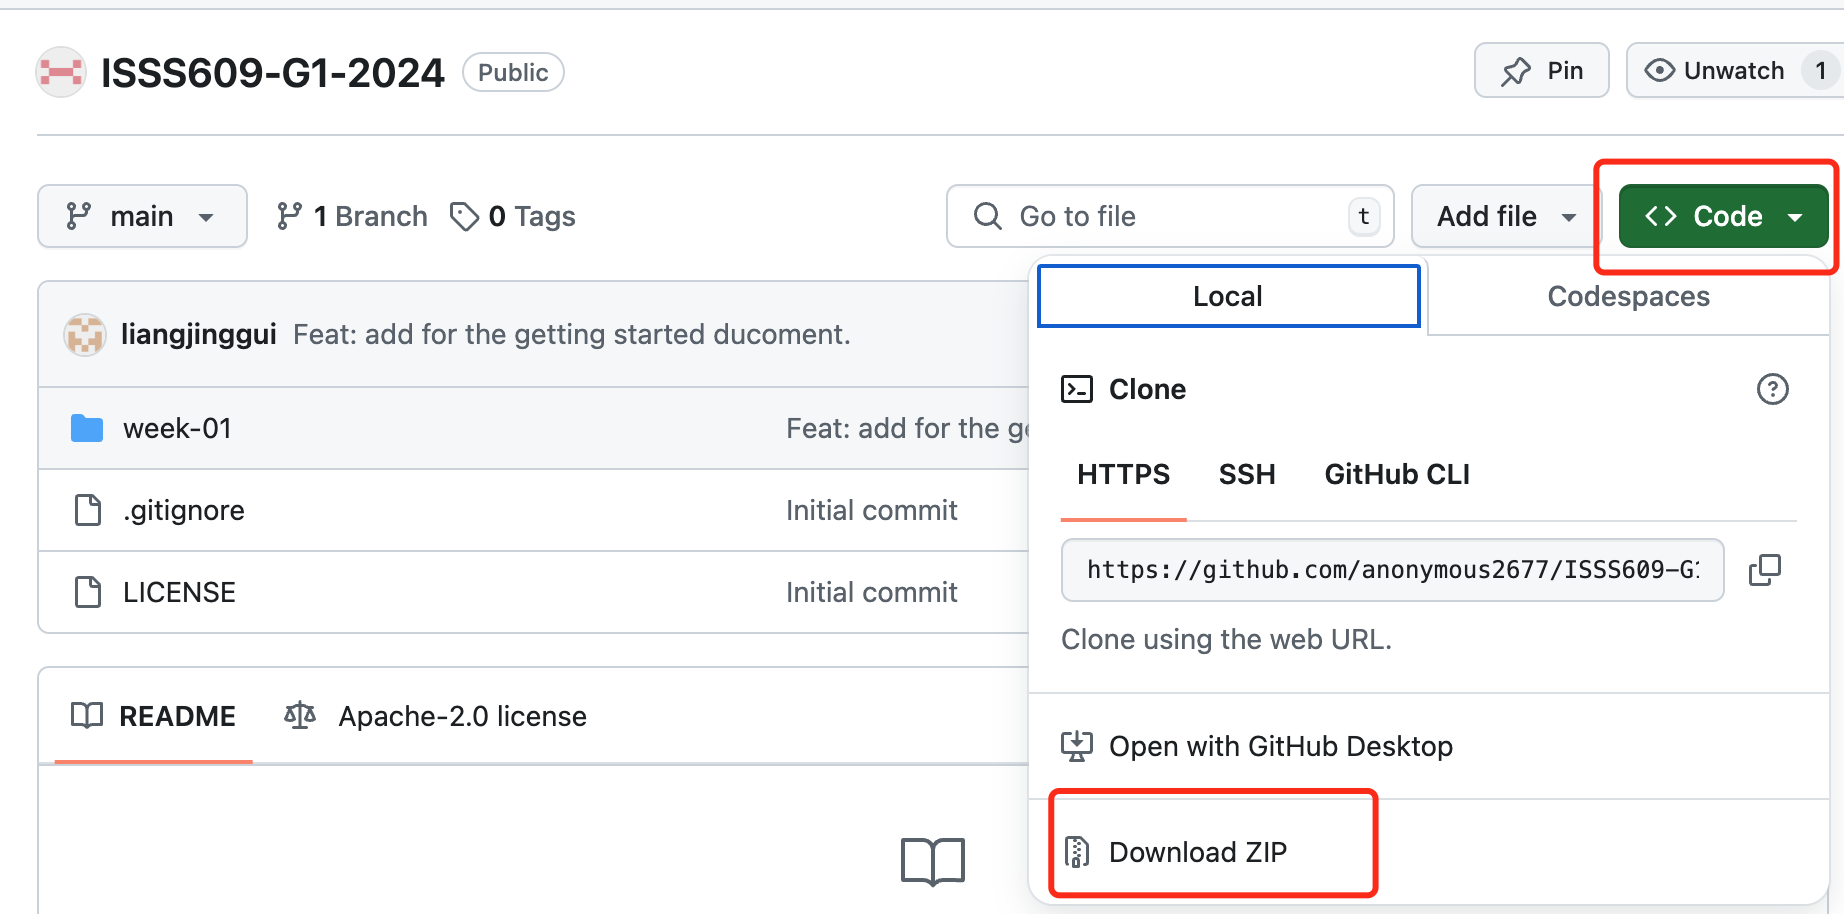 ISSS609-G1-2024 Public Pin Unwatch 1
main 1 Branch 0 Tags Go to file t Add file Code
Local Codespaces
liangjinggui Feat: add for the getting started ducoment.
Clone
week-01 Feat: add for the
HTTPS SSH GitHub CLI
.gitignore Initial commit
https://github.com/anonymous2677/ISSS609-G1
LICENSE Initial commit
Clone using the web URL.
README Apache-2.0 license
Open with GitHub Desktop
Download ZIP